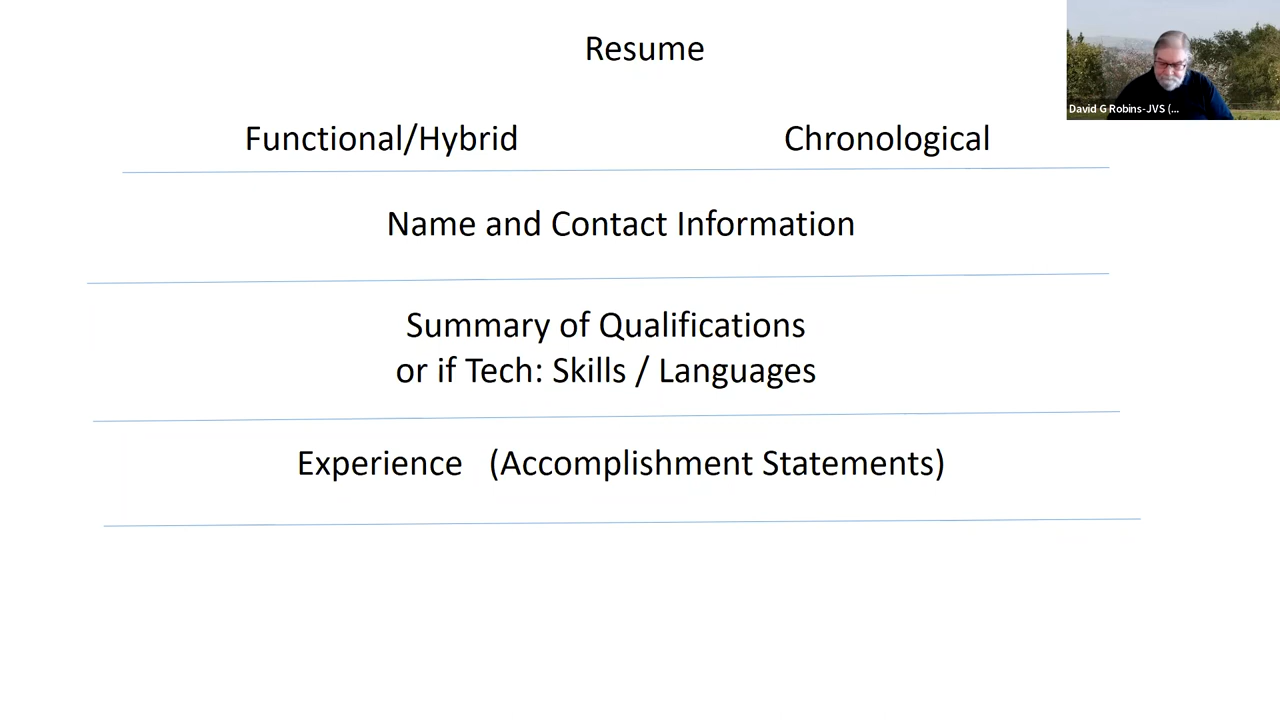 Resume
Functional/Hybrid Chronological
Name and Contact Information
Summary of Qualifications
or if Tech: Skills / Languages
Experience (Accomplishment Statements)
David G Robins-JVS (...